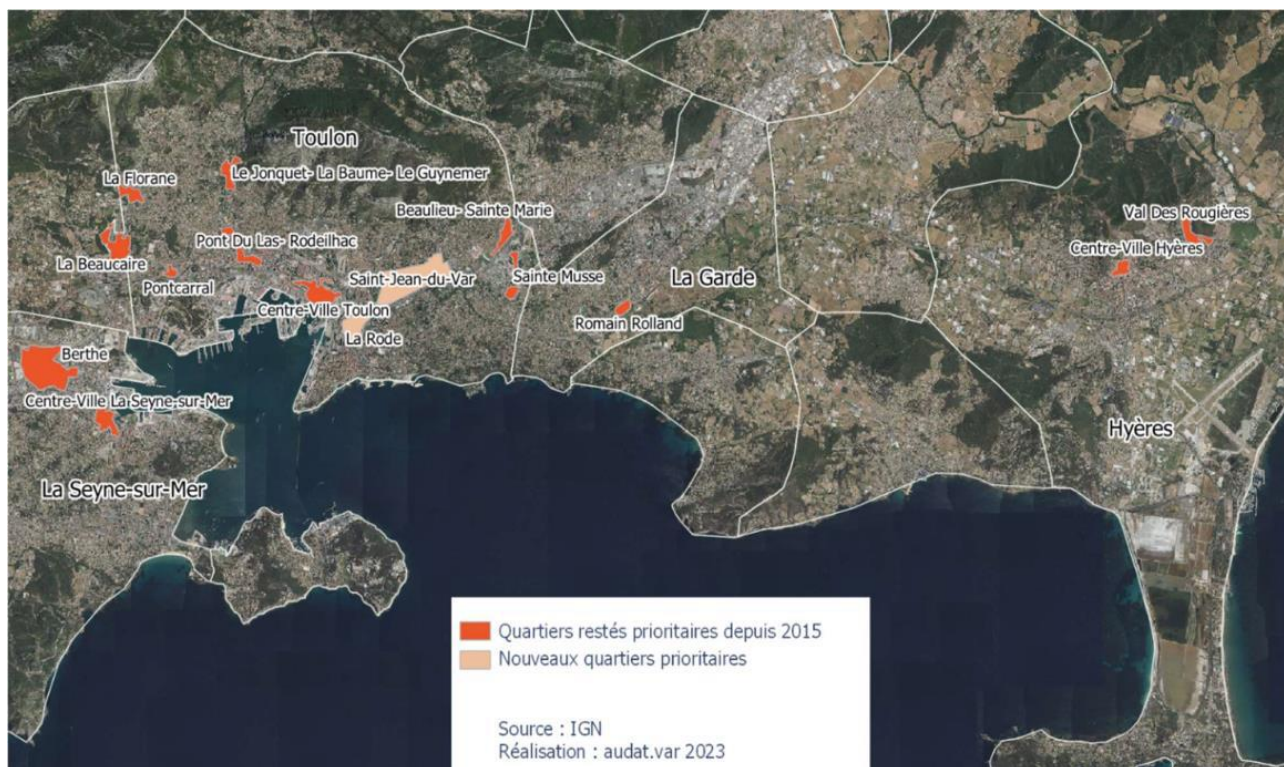 Toulon
La Florane
Le Jonquet- La Baume- Le Guynemer
Beaulieu- Sainte Marie
Val Des Rougières
Pont Du Las- Rodeilhac
Centre-Ville Hyères
La Beaucaire
Saint-Jean-du-Var
Sainte Musse
La Garde
Pontcarral
Centre-Ville Toulon
Romain Rolland
La Rode
Berthe
Centre-Ville La Seyne-sur-Mer
Hyères
La Seyne-sur-Mer
Quartiers restés prioritaires depuis 2015
Nouveaux quartiers prioritaires
Source : IGN
Réalisation : audat.var 2023